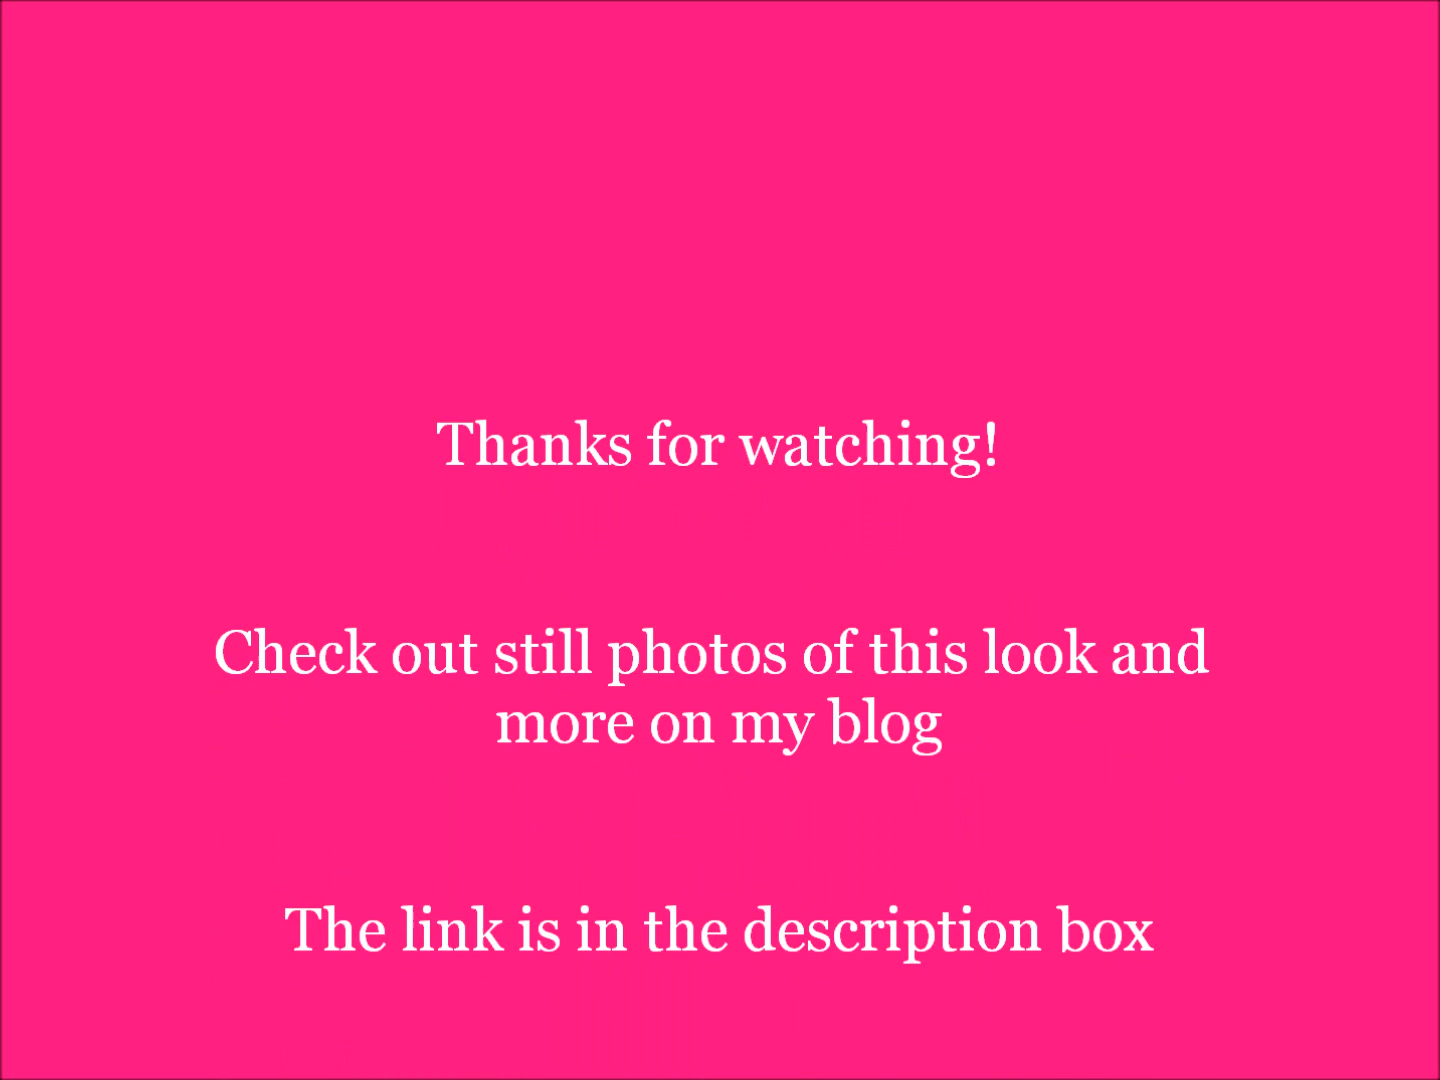 Thanks for watching!
Check out still photos of this look and
more on my blog
The link is in the description box